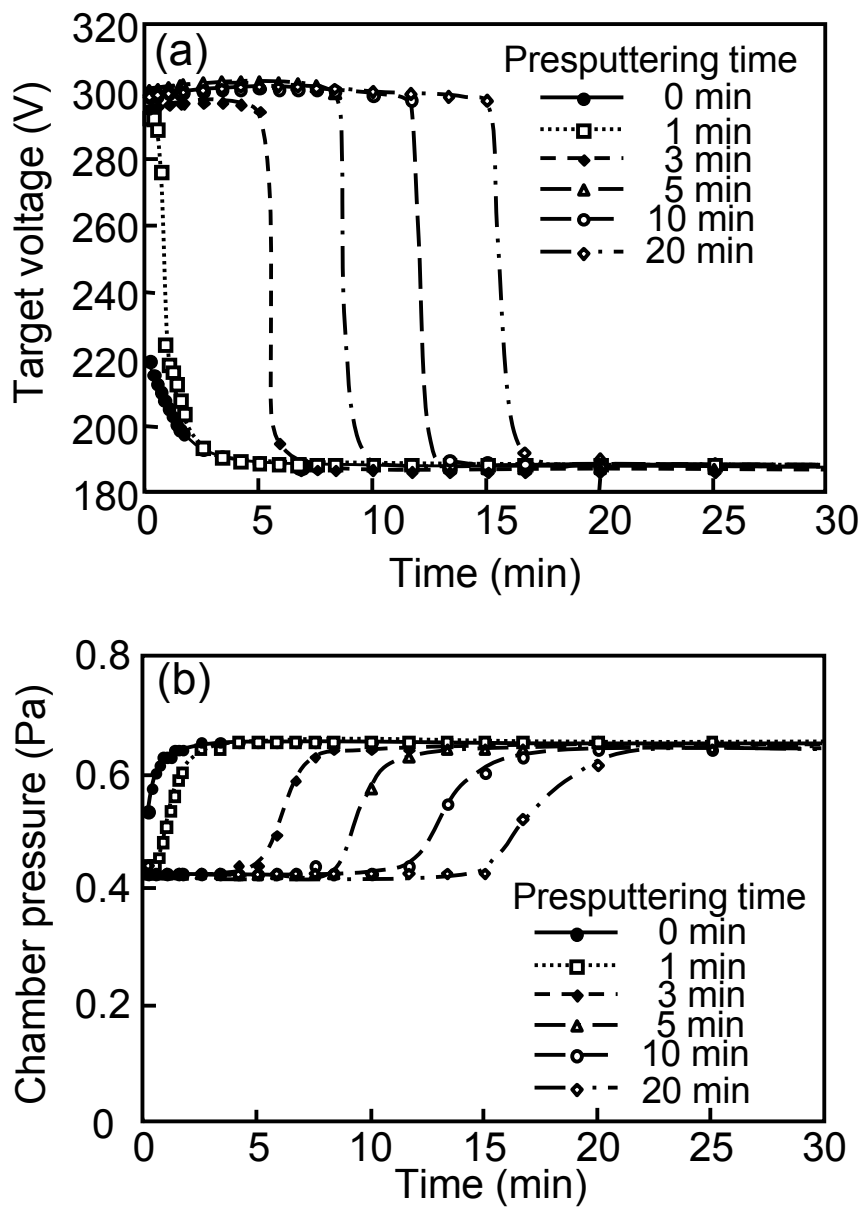 (a)
Target voltage (V)
320
300
280
260
240
220
200
180
Presputtering time
0 min
1 min
3 min
5 min
10 min
20 min
0 5 10 15 20 25 30
Time (min)
(b)
Chamber pressure (Pa)
0.8
0.6
0.4
0.2
0
Presputtering time
0 min
1 min
3 min
5 min
10 min
20 min
0 5 10 15 20 25 30
Time (min)